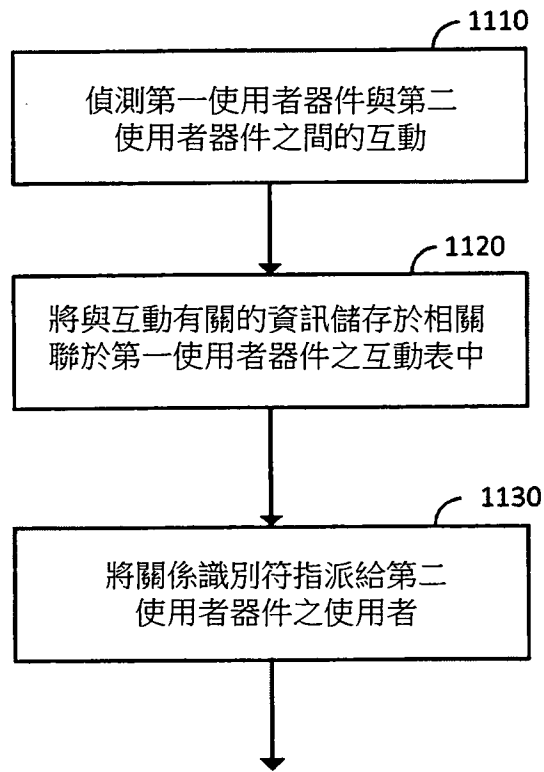 1110
偵測第一使用者器件與第二
使用者器件之間的互動
1120
將與互動有關的資訊儲存於相關
聯於第一使用者器件之互動表中
1130
將關係識別符指派給第二
使用者器件之使用者